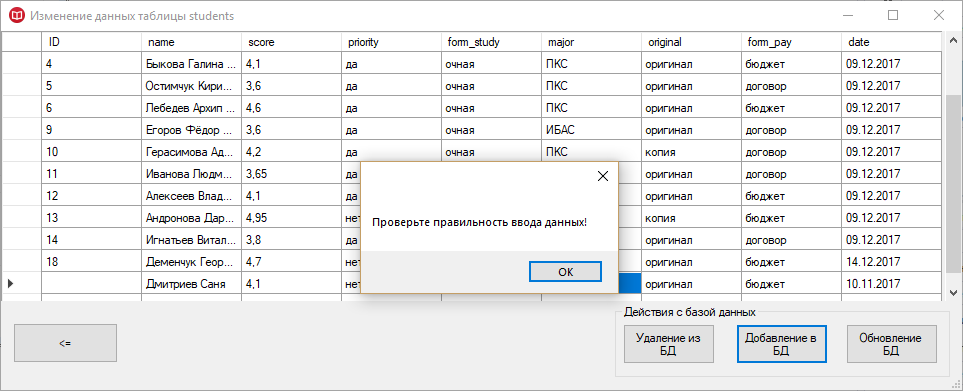 Изменение данных таблицы students
ID name score priority form_study major original form_pay date
4 Быкова Галина ... 4,1 да очная ПКС оригинал бюджет 09.12.2017
5 Остимчук Кири... 3,6 да очная ПКС оригинал договор 09.12.2017
6 Лебедев Архип ... 4,6 да очная ПКС оригинал бюджет 09.12.2017
9 Егоров Фёдор ... 3,6 да очная ИБАС оригинал договор 09.12.2017
10 Герасимова Ад... 4,2 да очная ПКС копия договор 09.12.2017
11 Иванова Людм... 3,65 да оригинал договор 09.12.2017
12 Алексеев Влад... 4,1 да оригинал бюджет 09.12.2017
13 Андронова Дар... 4,95 нет копия бюджет 09.12.2017
14 Игнатьев Витал... 3,8 да оригинал договор 09.12.2017
18 Деменчук Геор... 4,7 нет оригинал бюджет 14.12.2017
Дмитриев Саня 4,1 нет оригинал бюджет 10.11.2017
Проверьте правильность ввода данных!
OK
<=
Действия с базой данных
Удаление из
БД
Добавление в
БД
Обновление
БД